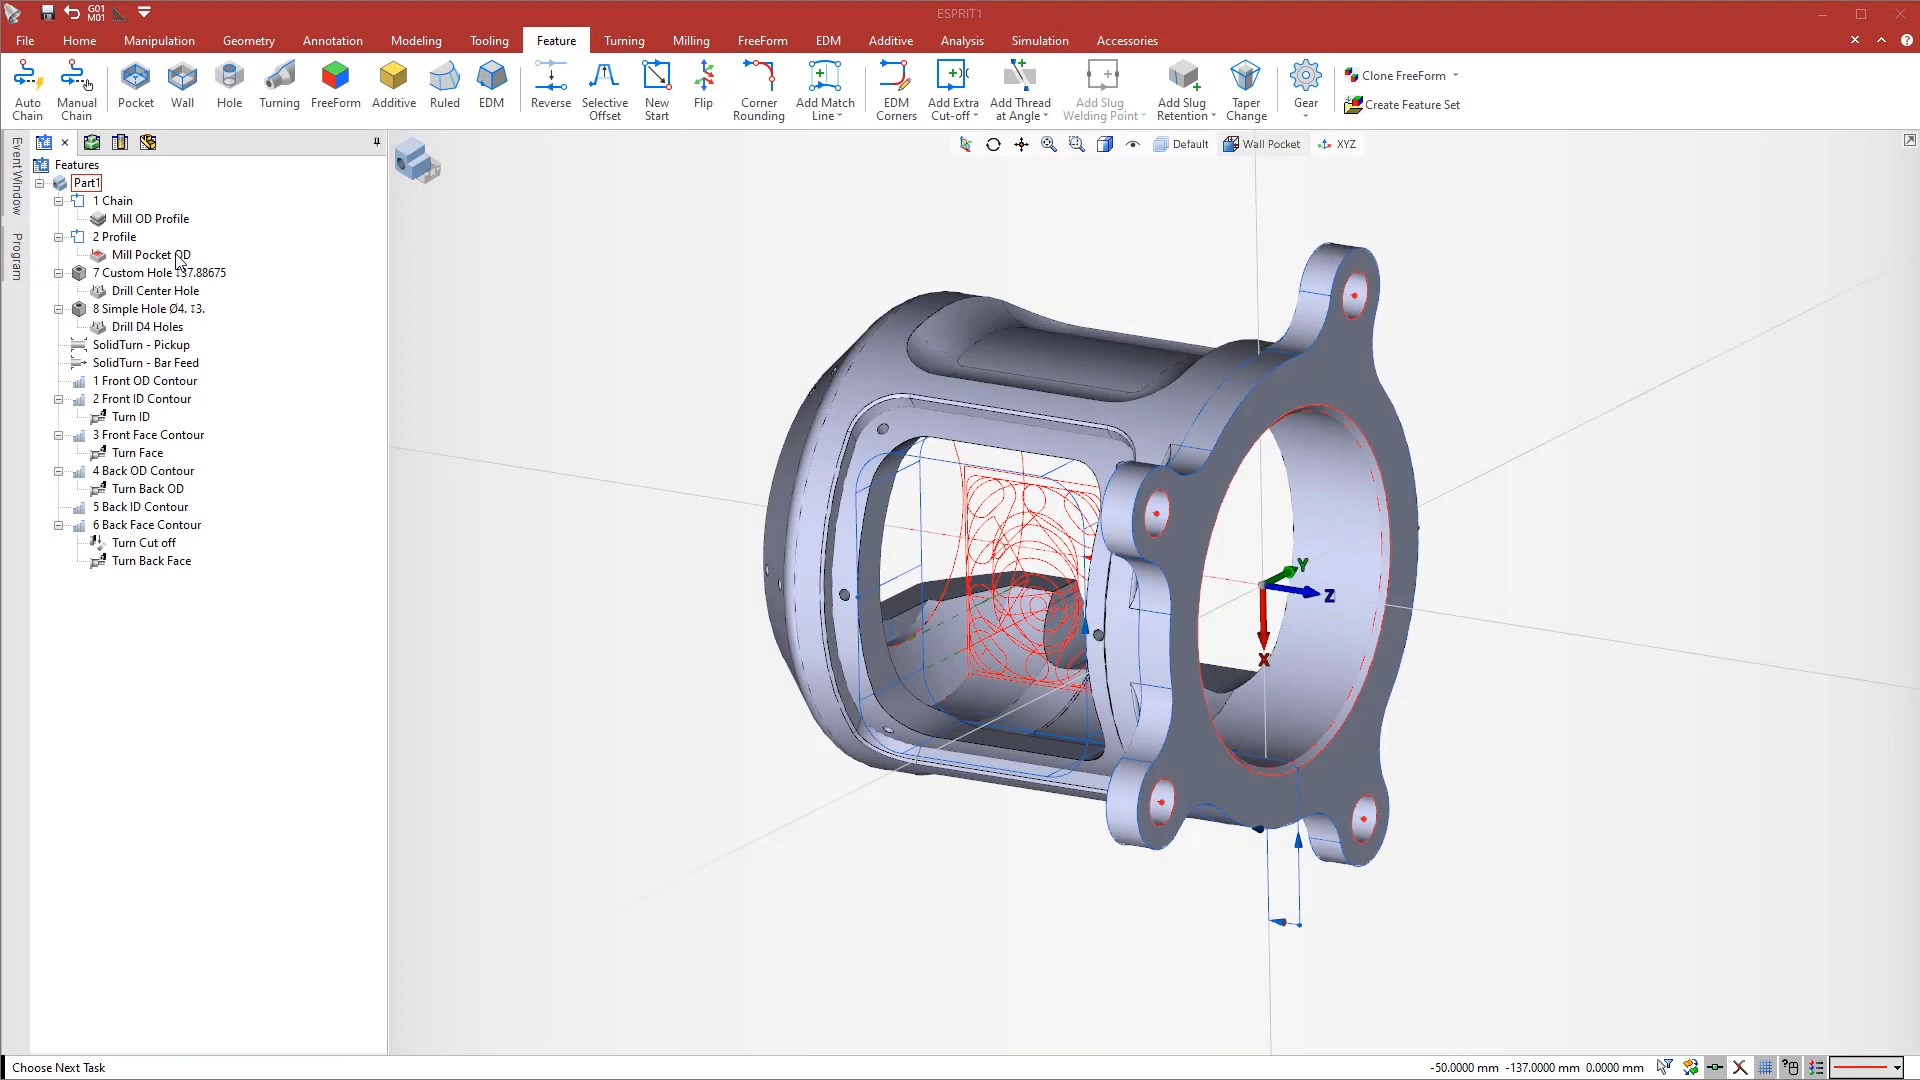 G01
M01
ESPRIT1
File Home Manipulation Geometry Annotation Modeling Tooling Feature Turning Milling FreeForm EDM Additive Analysis Simulation Accessories
Auto Chain
Manual Chain
Pocket
Wall
Hole
Turning
FreeForm
Additive
Ruled
EDM
Reverse
Selective Offset
New Start
Flip
Corner Rounding
Add Match Line
EDM Corners
Add Extra Cut-off
Add Thread at Angle
Add Slug Welding Point
Add Slug Retention
Taper Change
Gear
Clone FreeForm
Create Feature Set
Event Window
Program
Default
Wall Pocket
XYZ
Features
Part1
1 Chain
Mill OD Profile
2 Profile
Mill Pocket OD
7 Custom Hole ↧37.88675
Drill Center Hole
8 Simple Hole Ø4. ↧3.
Drill D4 Holes
SolidTurn - Pickup
SolidTurn - Bar Feed
1 Front OD Contour
2 Front ID Contour
Turn ID
3 Front Face Contour
Turn Face
4 Back OD Contour
Turn Back OD
5 Back ID Contour
6 Back Face Contour
Turn Cut off
Turn Back Face
Y
Z
X
Choose Next Task
-50.0000 mm -137.0000 mm 0.0000 mm